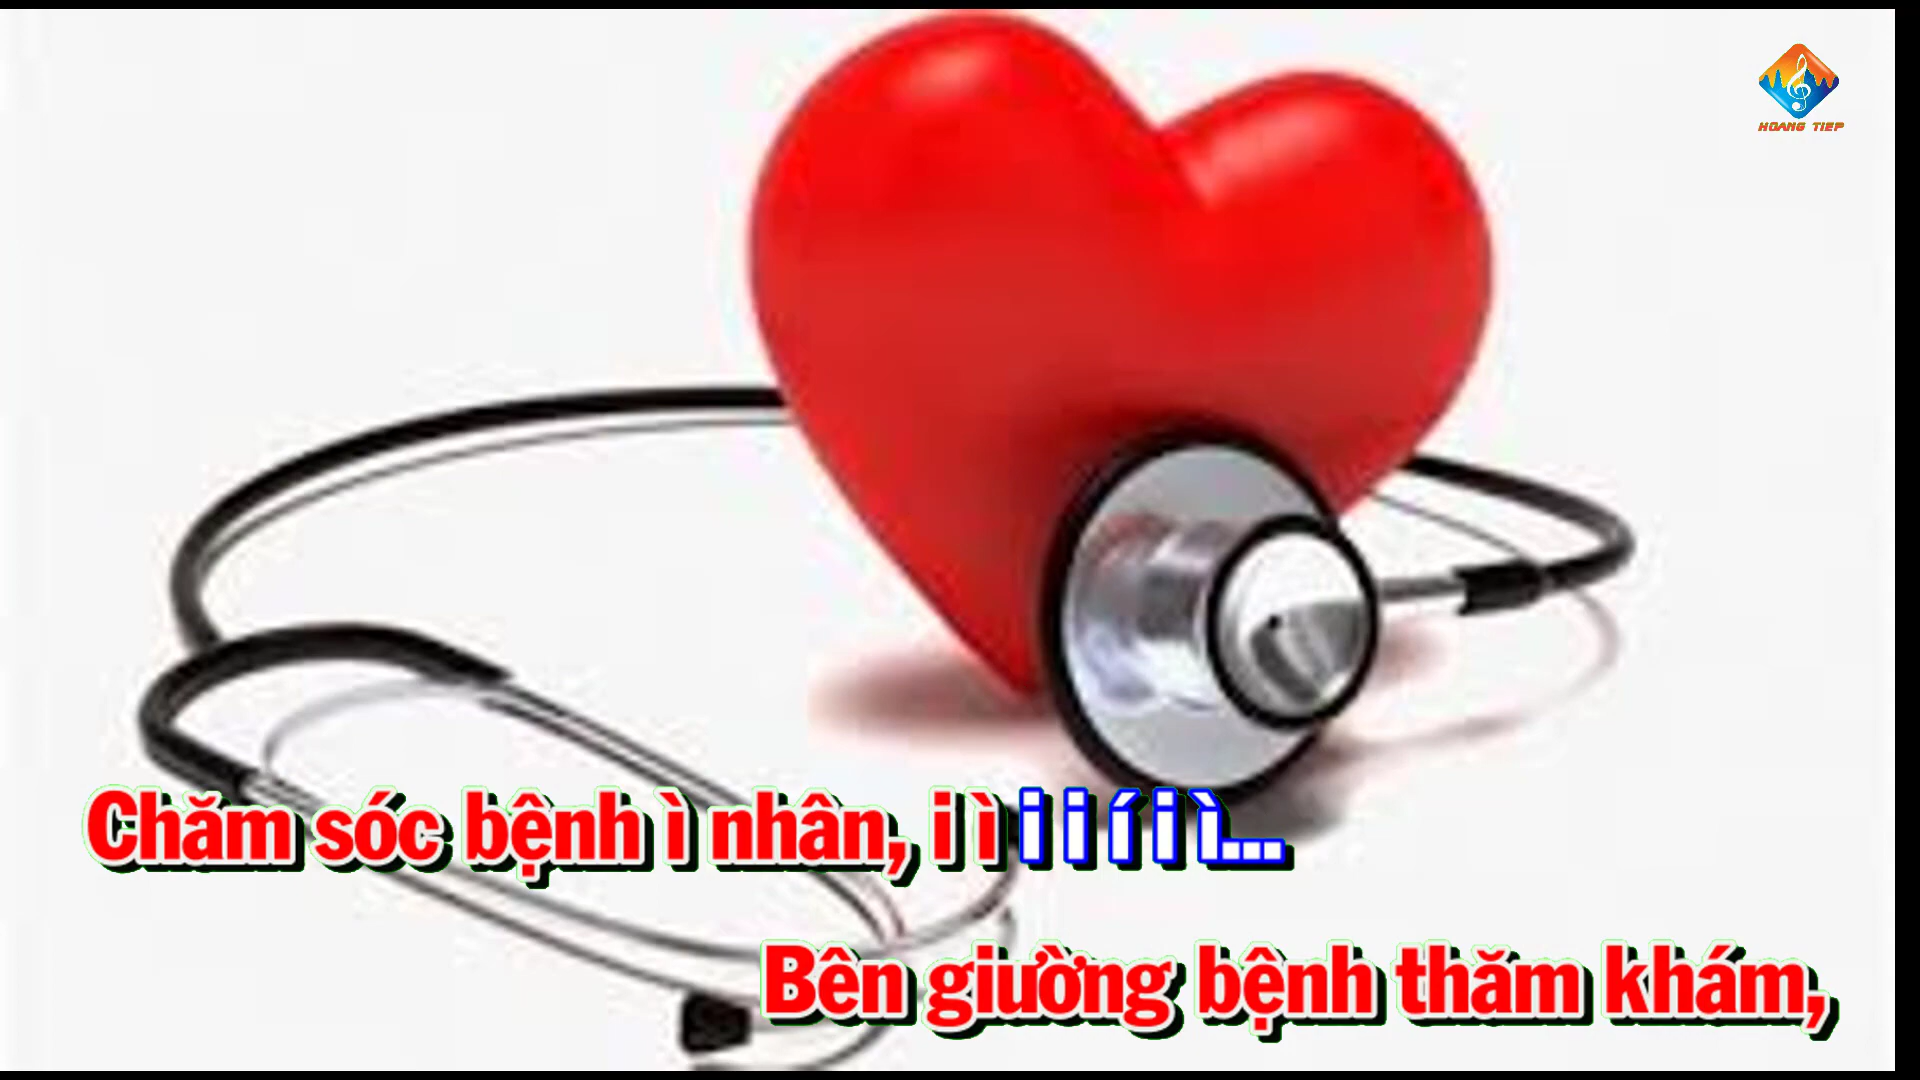 HOANG TIEP
Chăm sóc bệnh ì nhân, i ì i i í i ì...
Bên giường bệnh thăm khám,